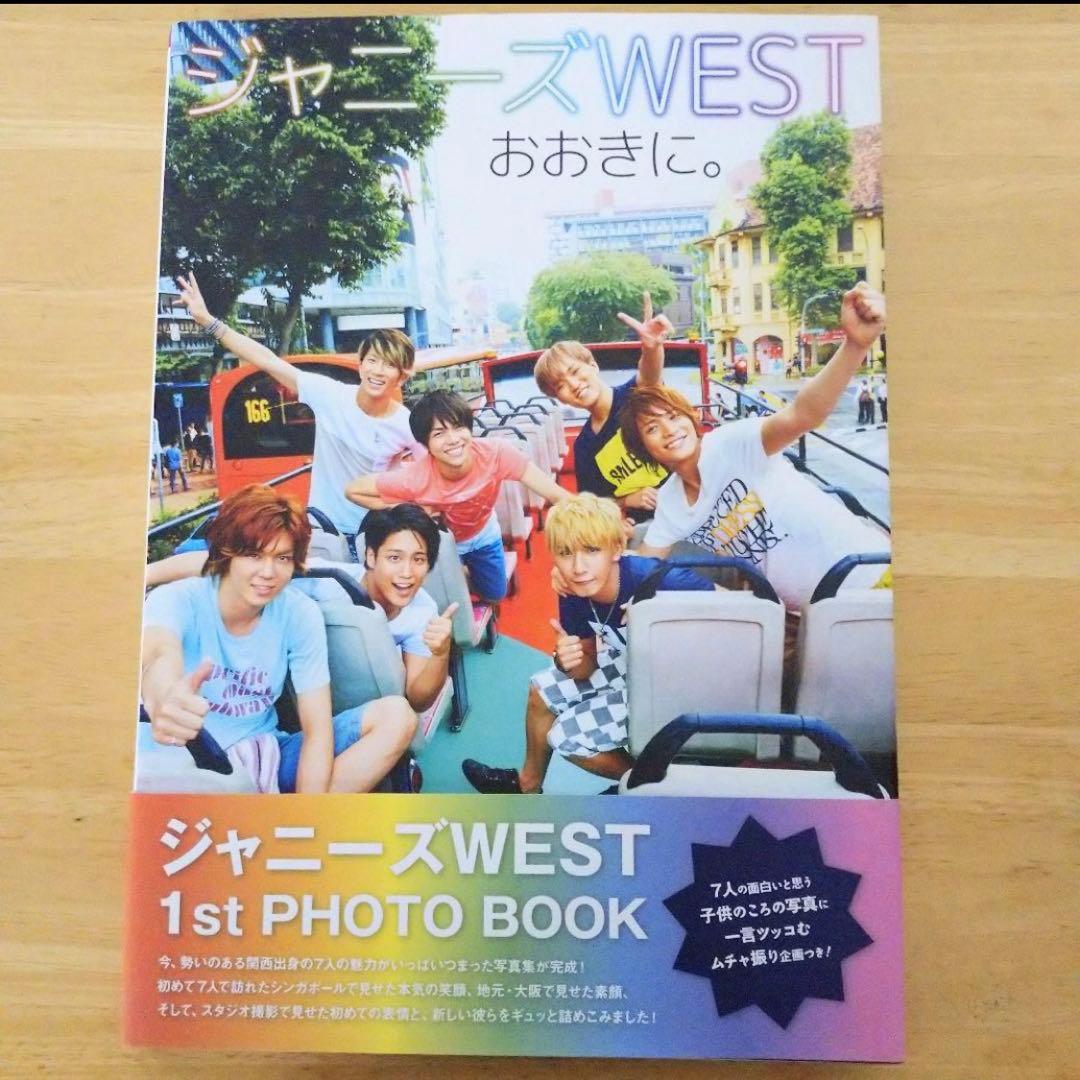 ジャニーズWEST
おおきに。
166
ジャニーズWEST
1st PHOTO BOOK
今、勢いのある関西出身の7人の魅力がいっぱいつまった写真集が完成！
初めて7人で訪れたシンガポールで見せた本気の笑顔、地元・大阪で見せた素顔、
そして、スタジオ撮影で見せた初めての表情と、新しい彼らをギュッと詰めこみました！
7人の面白いと思う
子供のころの写真に
一言ツッコむ
ムチャ振り企画つき！